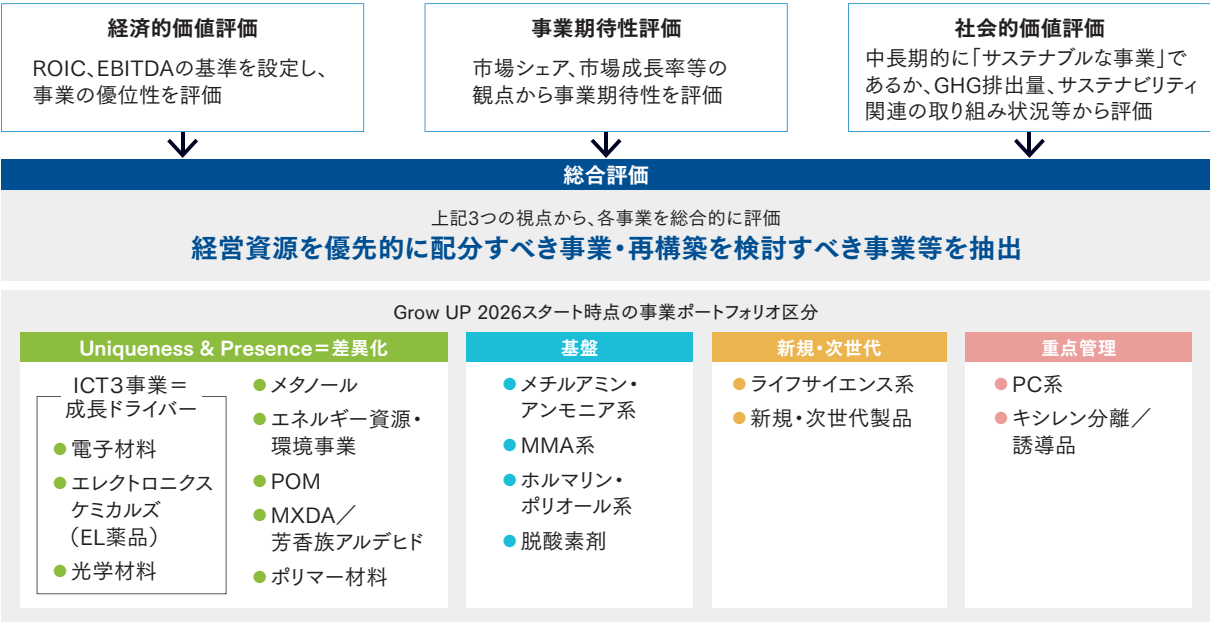 経済的価値評価
ROIC、EBITDAの基準を設定し、
事業の優位性を評価
事業期待性評価
市場シェア、市場成長率等の
観点から事業期待性を評価
社会的価値評価
中長期的に「サステナブルな事業」で
あるか、GHG排出量、サステナビリティ
関連の取り組み状況等から評価
総合評価
上記3つの視点から、各事業を総合的に評価
経営資源を優先的に配分すべき事業・再構築を検討すべき事業等を抽出
Grow UP 2026スタート時点の事業ポートフォリオ区分
Uniqueness & Presence＝差異化
ICT3事業＝
成長ドライバー
●電子材料
●エレクトロニクス
ケミカルズ
（EL薬品）
●光学材料
●メタノール
●エネルギー資源・
環境事業
●POM
●MXDA／
芳香族アルデヒド
●ポリマー材料
基盤
●メチルアミン・
アンモニア系
●MMA系
●ホルマリン・
ポリオール系
●脱酸素剤
新規・次世代
●ライフサイエンス系
●新規・次世代製品
重点管理
●PC系
●キシレン分離／
誘導品